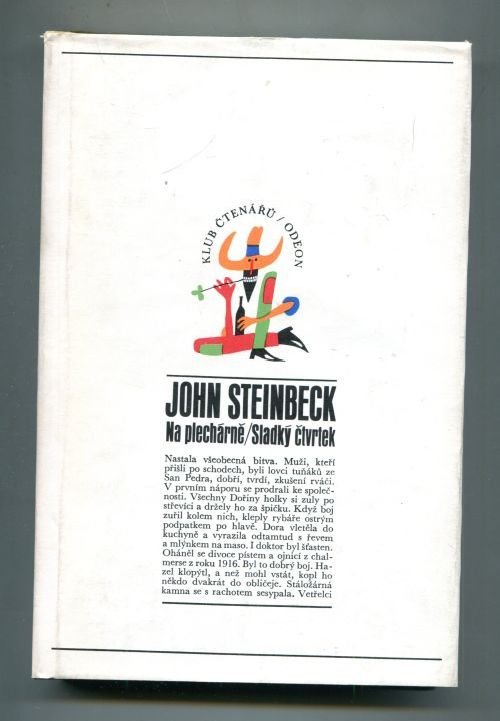 KLUB ČTENÁŘŮ / ODEON
JOHN STEINBECK
Na plechárně/Sladký čtvrtek
Nastala všeobecná bitva. Muži, kteří
přišli po schodech, byli lovci tuňáků ze
San Pedra, dobří, tvrdí, zkušení rváči.
V prvním náporu se prodrali ke společ-
nosti. Všechny Dořiny holky si zuly po
střevíci a držely ho za špičku. Když boj
zuřil kolem nich, kleply rybáře ostrým
podpatkem po hlavě. Dora vletěla do
kuchyně a vyrazila odtamtud s řevem
a mlýnkem na maso. I doktor byl šťasten.
Oháněl se divoce pístem a ojnicí z chal-
merse z roku 1916. Byl to dobrý boj. Ha-
zel klopýtl, a než mohl vstát, kopl ho
někdo dvakrát do obličeje. Stáložárná
kamna se s rachotem sesypala. Vetřelci